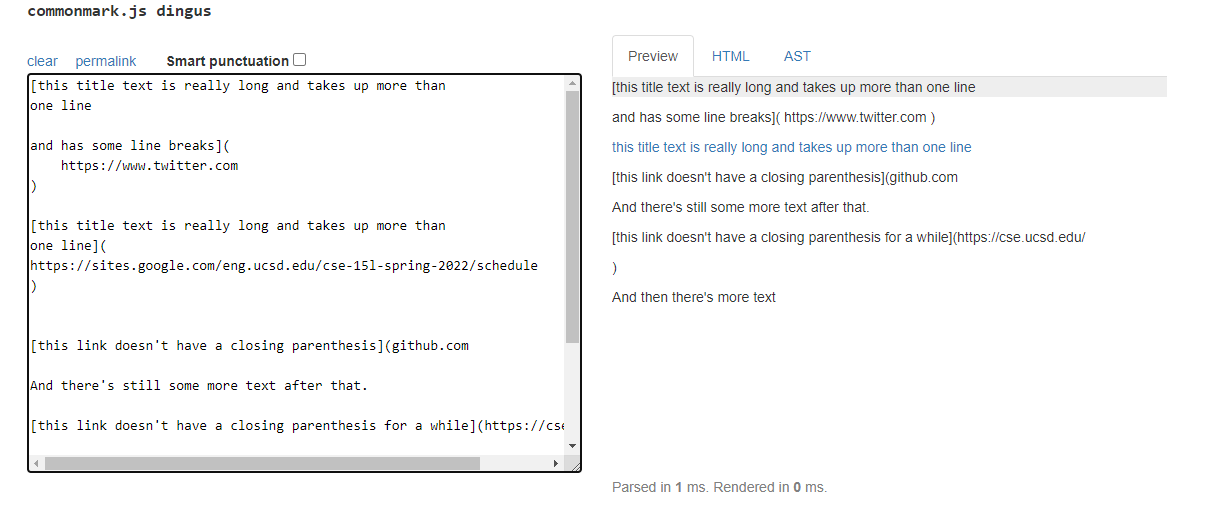 commonmark.js dingus
clear permalink Smart punctuation
[this title text is really long and takes up more than
one line
and has some line breaks](
https://www.twitter.com
)
[this title text is really long and takes up more than
one line](
https://sites.google.com/eng.ucsd.edu/cse-15l-spring-2022/schedule
)
[this link doesn't have a closing parenthesis](github.com
And there's still some more text after that.
[this link doesn't have a closing parenthesis for a while](https://cse
Preview HTML AST
[this title text is really long and takes up more than one line
and has some line breaks]( https://www.twitter.com )
this title text is really long and takes up more than one line
[this link doesn't have a closing parenthesis](github.com
And there's still some more text after that.
[this link doesn't have a closing parenthesis for a while](https://cse.ucsd.edu/
)
And then there's more text
Parsed in 1 ms. Rendered in 0 ms.